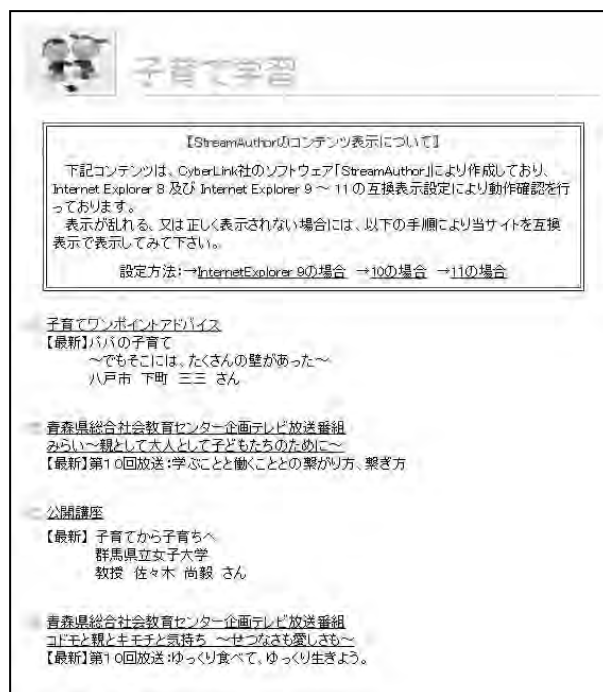 子育て学習
【StreamAuthorのコンテンツ表示について】
下記コンテンツは、CyberLink社のソフトウェア「StreamAuthor」により作成しており、
Internet Explorer 8 及び Internet Explorer 9 ～ 11 の互換表示設定により動作確認を行
っております。
表示が乱れる、又は正しく表示されない場合には、以下の手順により当サイトを互換
表示で表示してみて下さい。
設定方法：→InternetExplorer 9の場合 →10の場合 →11の場合
子育てワンポイントアドバイス
【最新】パパの子育て
～でもそこには、たくさんの壁があった～
八戸市 下町 三三 さん
青森県総合社会教育センター企画テレビ放送番組
みらい～親として大人として子どもたちのために～
【最新】第10回放送：学ぶことと働くこととの繋がり方、繋ぎ方
公開講座
【最新】 子育てから子育ちへ
群馬県立女子大学
教授 佐々木 尚毅 さん
青森県総合社会教育センター企画テレビ放送番組
コドモと親とキモチと気持ち ～せつなさも愛しさも～
【最新】第10回放送：ゆっくり食べて、ゆっくり生きよう。